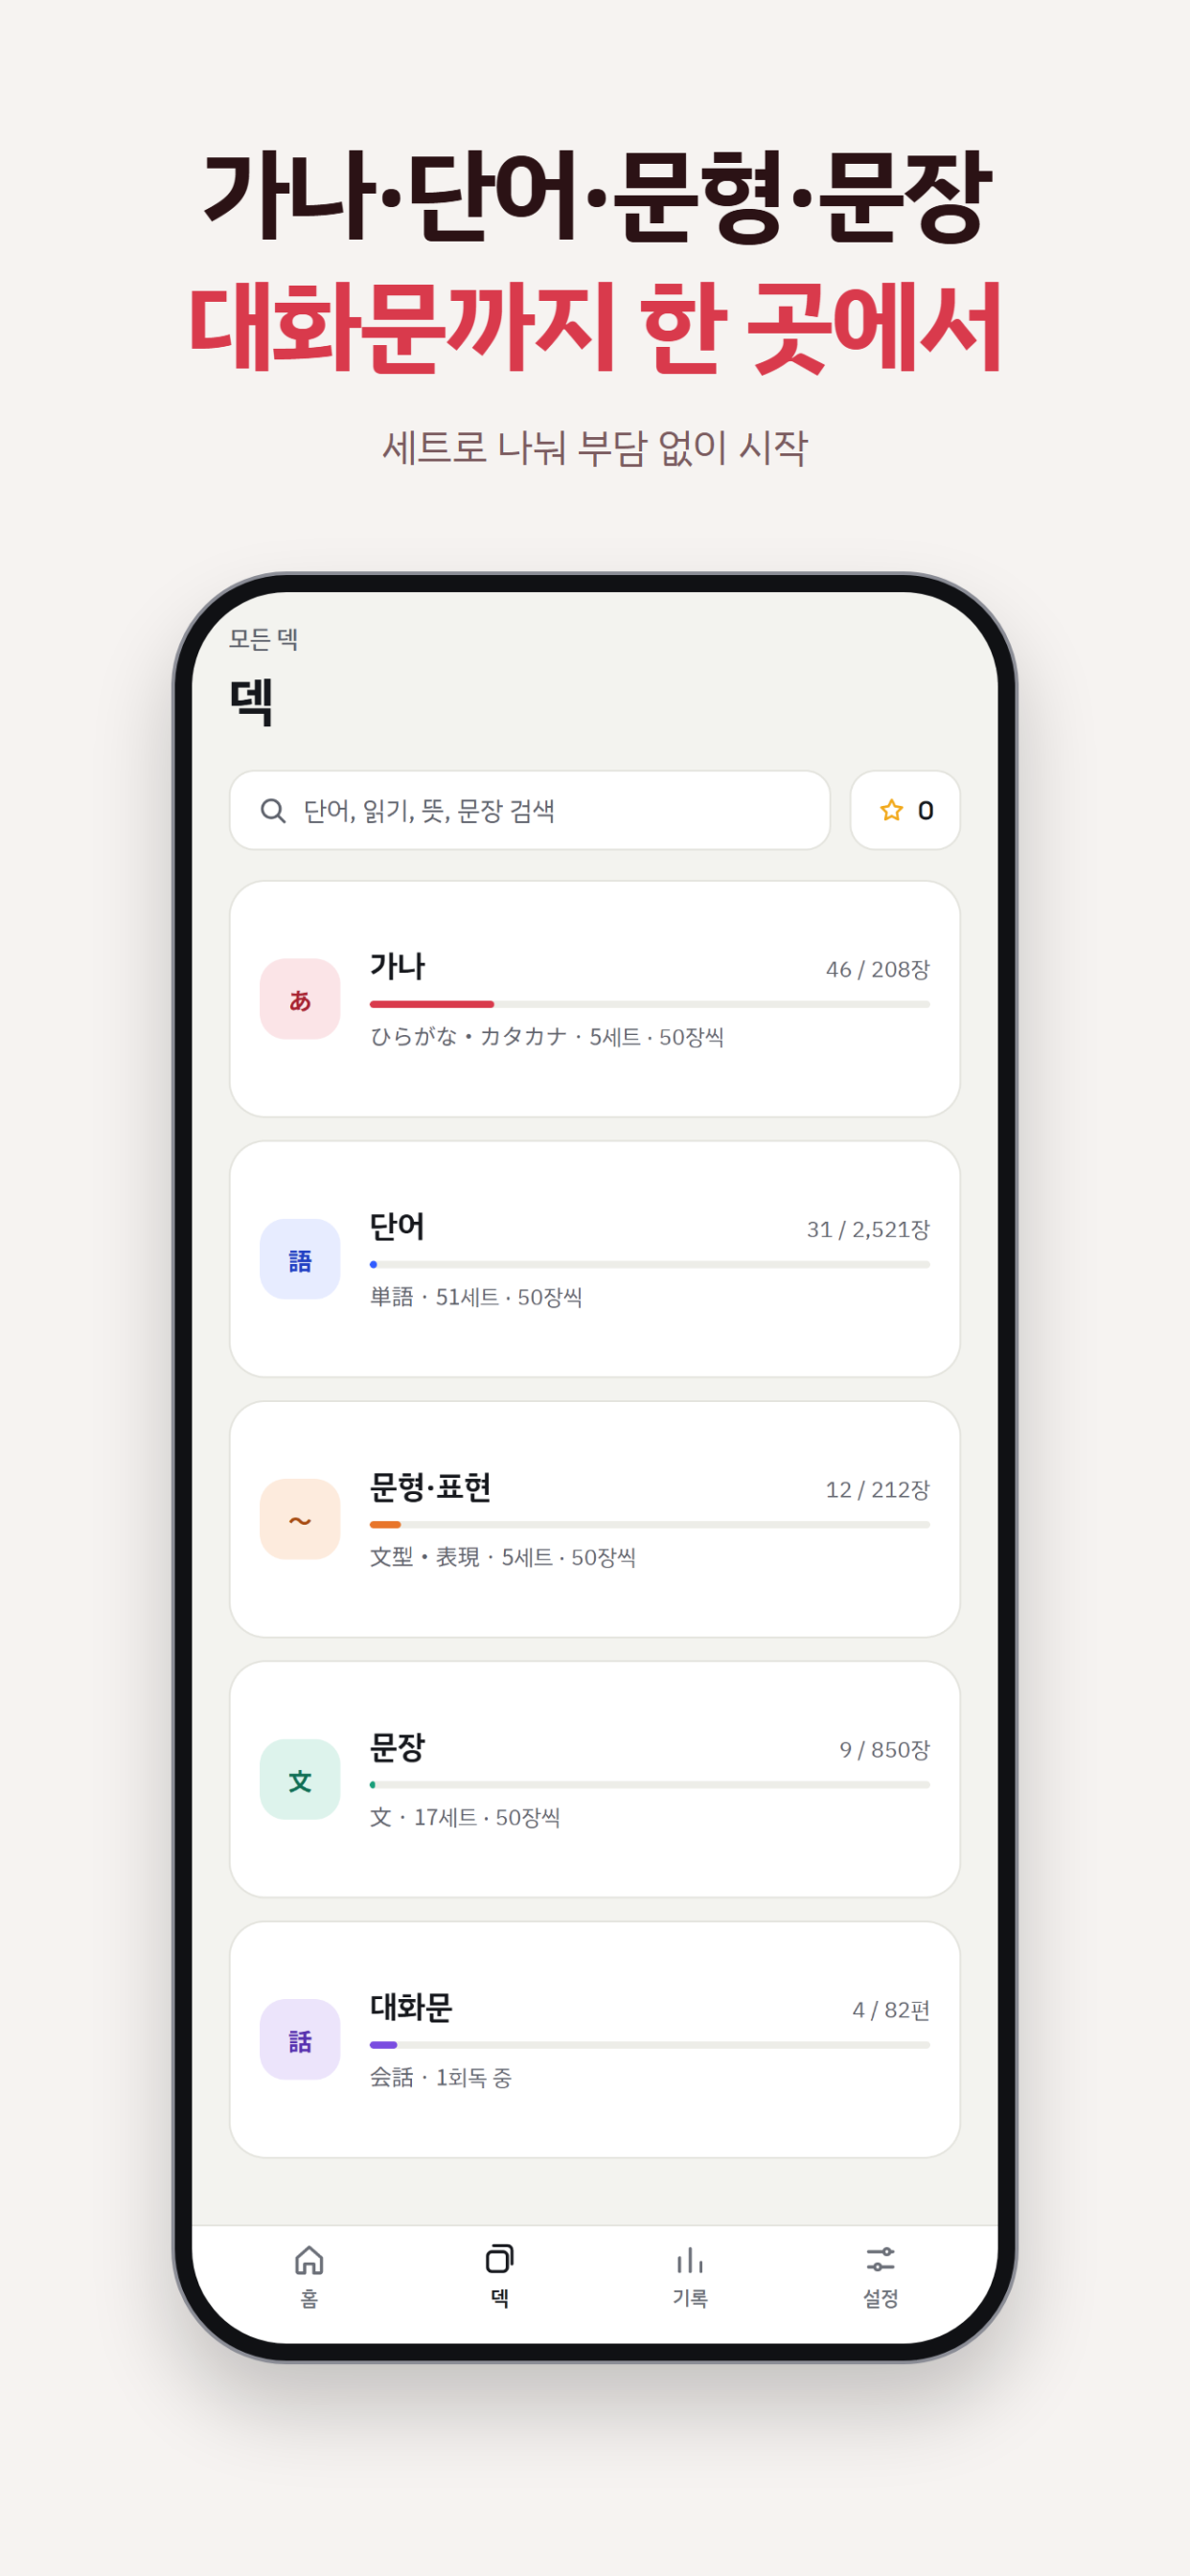 가나·단어·문형·문장
대화문까지 한 곳에서
세트로 나눠 부담 없이 시작
모든 덱
덱
단어, 읽기, 뜻, 문장 검색
0
あ
가나
46 / 208장
ひらがな・カタカナ · 5세트 · 50장씩
語
단어
31 / 2,521장
単語 · 51세트 · 50장씩
～
문형·표현
12 / 212장
文型・表現 · 5세트 · 50장씩
文
문장
9 / 850장
文 · 17세트 · 50장씩
話
대화문
4 / 82편
会話 · 1회독 중
홈
덱
기록
설정